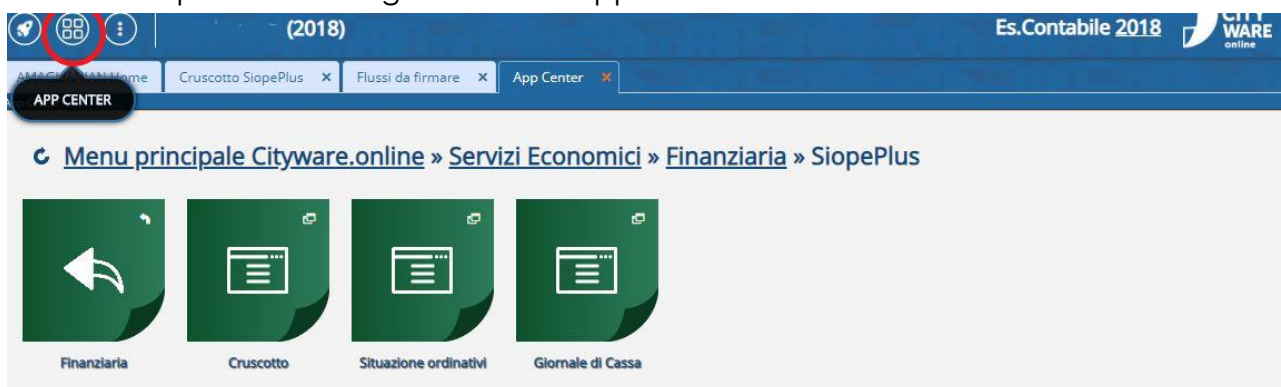 (2018)
Es.Contabile 2018
CITY
WARE
online
Home
Cruscotto SiopePlus
Flussi da firmare
App Center
APP CENTER
Menu principale Cityware.online » Servizi Economici » Finanziaria » SiopePlus
Finanziaria
Cruscotto
Situazione ordinativi
Giornale di Cassa